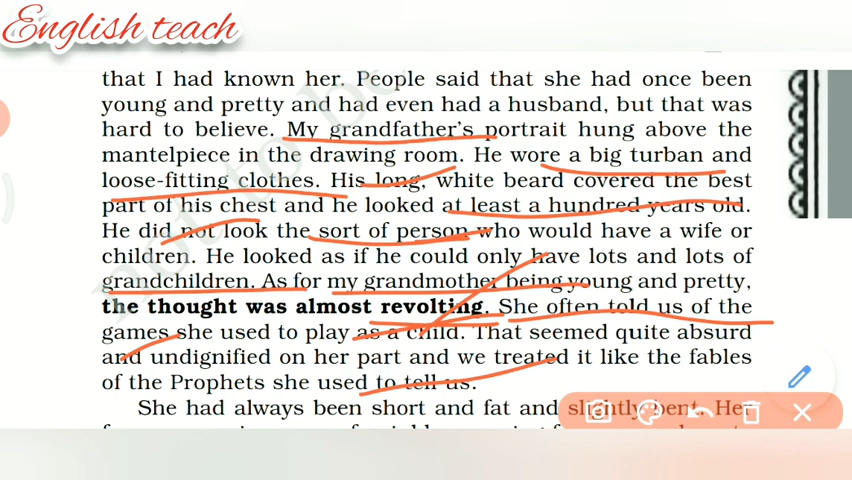 English teach
that I had known her. People said that she had once been
young and pretty and had even had a husband, but that was
hard to believe. My grandfather's portrait hung above the
mantelpiece in the drawing room. He wore a big turban and
loose-fitting clothes. His long, white beard covered the best
part of his chest and he looked at least a hundred years old.
He did not look the sort of person who would have a wife or
children. He looked as if he could only have lots and lots of
grandchildren. As for my grandmother being young and pretty,
the thought was almost revolting. She often told us of the
games she used to play as a child. That seemed quite absurd
and undignified on her part and we treated it like the fables
of the Prophets she used to tell us.
She had always been short and fat and slightly bent. Her